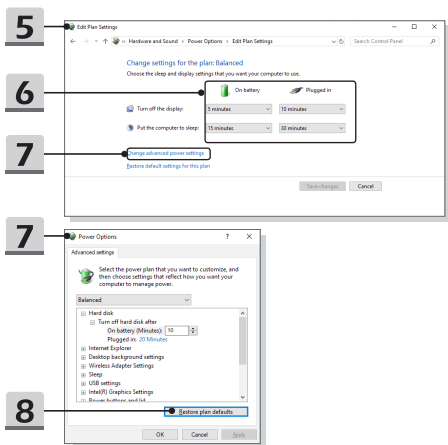 5
Edit Plan Settings
« Hardware and Sound > Power Options > Edit Plan Settings
Search Control Panel
Change settings for the plan: Balanced
Choose the sleep and display settings that you want your computer to use.
6
On battery Plugged in
Turn off the display: 5 minutes 10 minutes
Put the computer to sleep: 15 minutes 30 minutes
7
Change advanced power settings
Restore default settings for this plan
Save changes Cancel
7
Power Options ?
Advanced settings
Select the power plan that you want to customize, and
then choose settings that reflect how you want your
computer to manage power.
Balanced
Hard disk
Turn off hard disk after
On battery (Minutes): 10
Plugged in: 20 Minutes
Internet Explorer
Desktop background settings
Wireless Adapter Settings
Sleep
USB settings
Intel(R) Graphics Settings
Power buttons and lid
8
Restore plan defaults
OK Cancel Apply